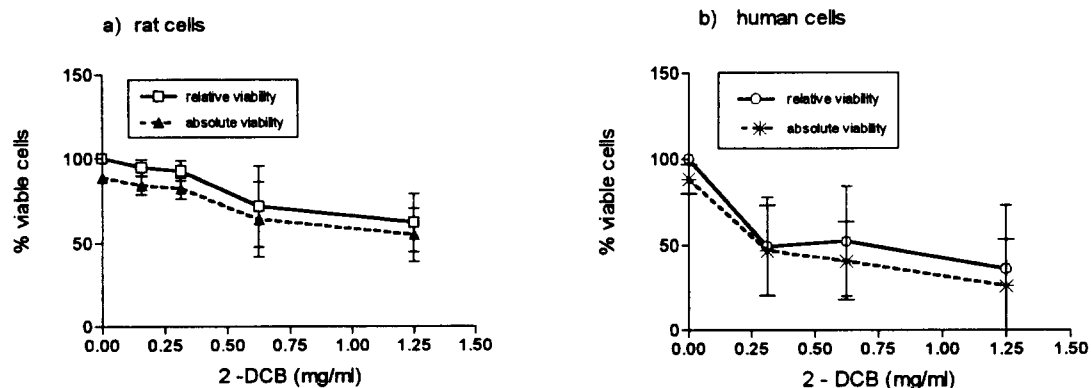 a) rat cells
150
100
50
0
% viable cells
relative viability
absolute viability
0.00 0.25 0.50 0.75 1.00 1.25 1.50
2 -DCB (mg/ml)
b) human cells
150
100
50
0
% viable cells
relative viability
absolute viability
0.00 0.25 0.50 0.75 1.00 1.25 1.50
2 - DCB (mg/ml)